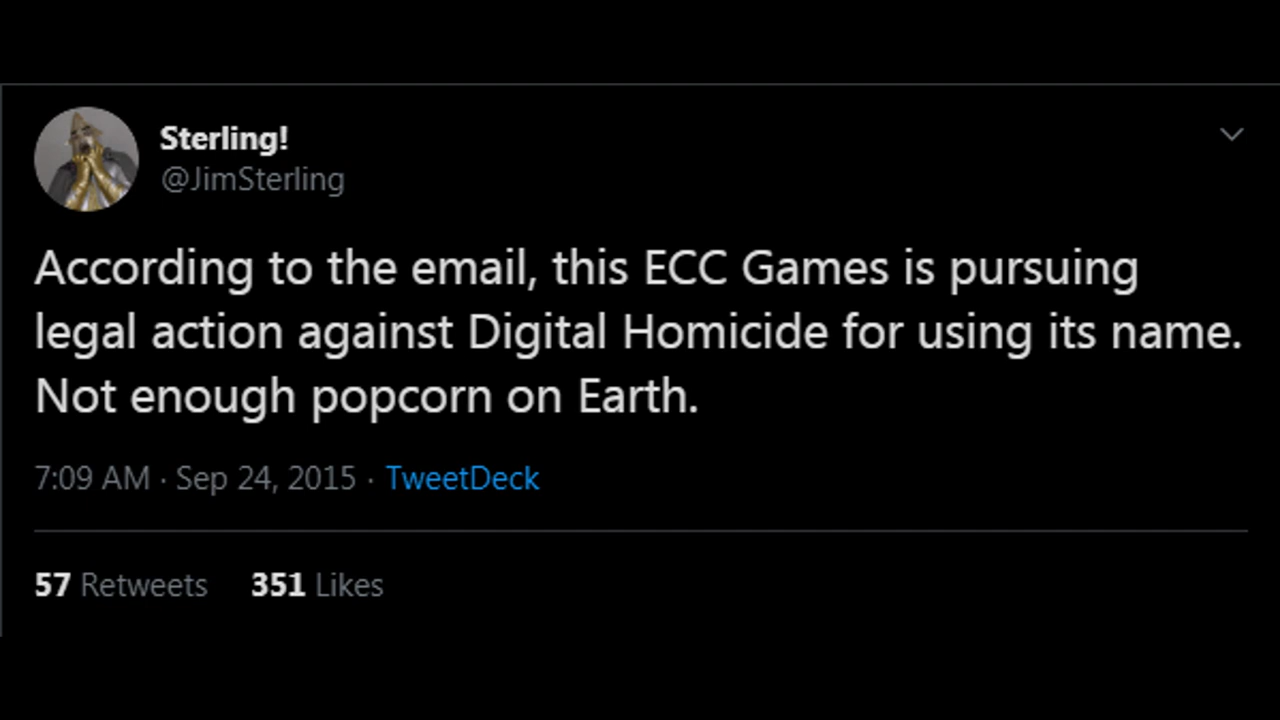 Sterling!
@JimSterling
According to the email, this ECC Games is pursuing
legal action against Digital Homicide for using its name.
Not enough popcorn on Earth.
7:09 AM · Sep 24, 2015 · TweetDeck
57 Retweets 351 Likes